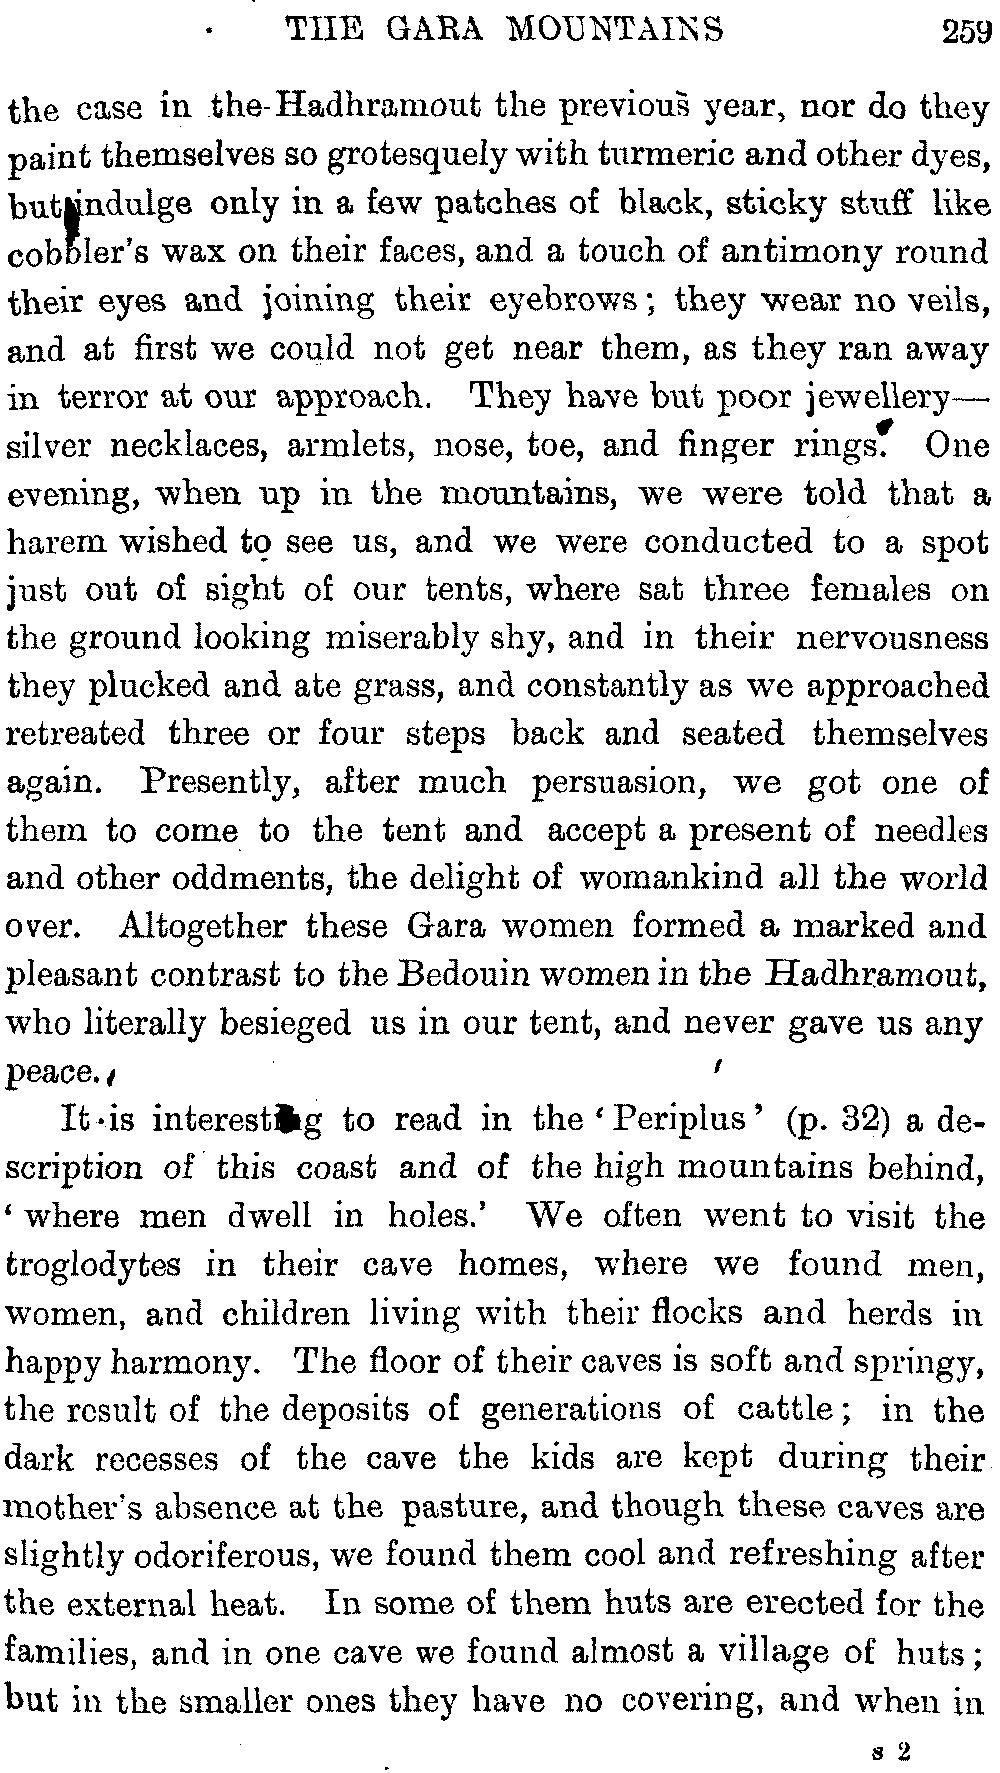 THE GARA MOUNTAINS 259
the case in the Hadhramout the previous year, nor do they
paint themselves so grotesquely with turmeric and other dyes,
but indulge only in a few patches of black, sticky stuff like
cobbler's wax on their faces, and a touch of antimony round
their eyes and joining their eyebrows; they wear no veils,
and at first we could not get near them, as they ran away
in terror at our approach. They have but poor jewellery—
silver necklaces, armlets, nose, toe, and finger rings. One
evening, when up in the mountains, we were told that a
harem wished to see us, and we were conducted to a spot
just out of sight of our tents, where sat three females on
the ground looking miserably shy, and in their nervousness
they plucked and ate grass, and constantly as we approached
retreated three or four steps back and seated themselves
again. Presently, after much persuasion, we got one of
them to come to the tent and accept a present of needles
and other oddments, the delight of womankind all the world
over. Altogether these Gara women formed a marked and
pleasant contrast to the Bedouin women in the Hadhramout,
who literally besieged us in our tent, and never gave us any
peace.
It is interesting to read in the 'Periplus' (p. 32) a de-
scription of this coast and of the high mountains behind,
'where men dwell in holes.' We often went to visit the
troglodytes in their cave homes, where we found men,
women, and children living with their flocks and herds in
happy harmony. The floor of their caves is soft and springy,
the result of the deposits of generations of cattle; in the
dark recesses of the cave the kids are kept during their
mother's absence at the pasture, and though these caves are
slightly odoriferous, we found them cool and refreshing after
the external heat. In some of them huts are erected for the
families, and in one cave we found almost a village of huts;
but in the smaller ones they have no covering, and when in
s 2